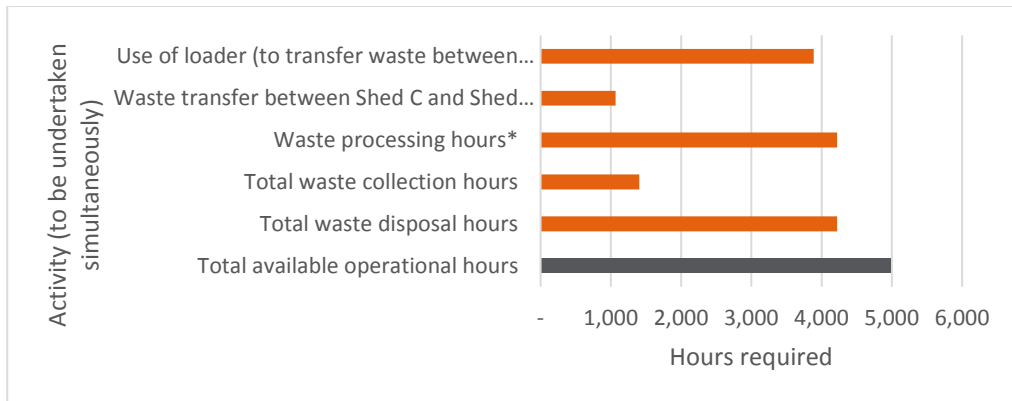 Activity (to be undertaken
simultaneously)
Use of loader (to transfer waste between...
Waste transfer between Shed C and Shed...
Waste processing hours*
Total waste collection hours
Total waste disposal hours
Total available operational hours
- 1,000 2,000 3,000 4,000 5,000 6,000
Hours required